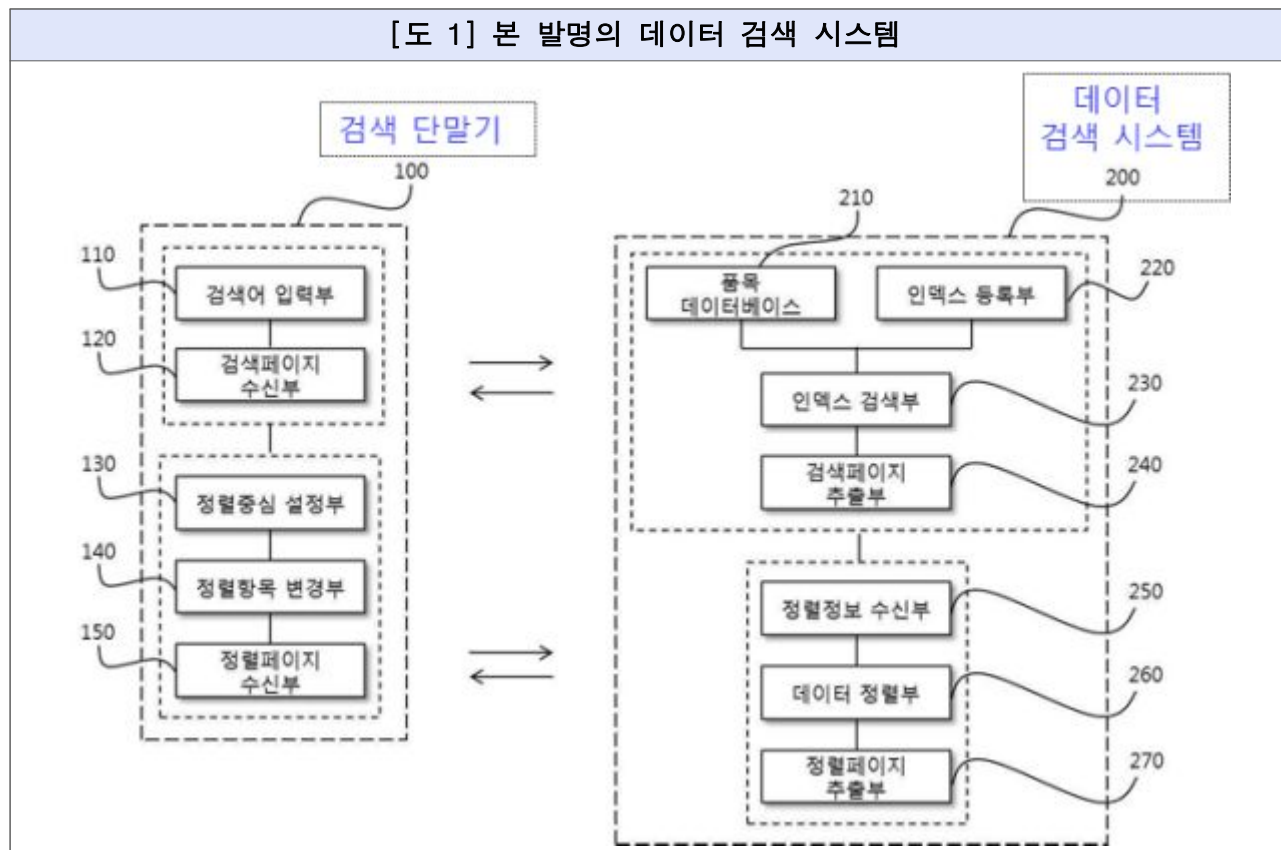 [도 1] 본 발명의 데이터 검색 시스템
검색 단말기
100
데이터
검색 시스템
200
110
검색어 입력부
120
검색페이지
수신부
130
정렬중심 설정부
140
정렬항목 변경부
150
정렬페이지
수신부
210
품목
데이터베이스
220
인덱스 등록부
230
인덱스 검색부
240
검색페이지
추출부
250
정렬정보 수신부
260
데이터 정렬부
270
정렬페이지
추출부